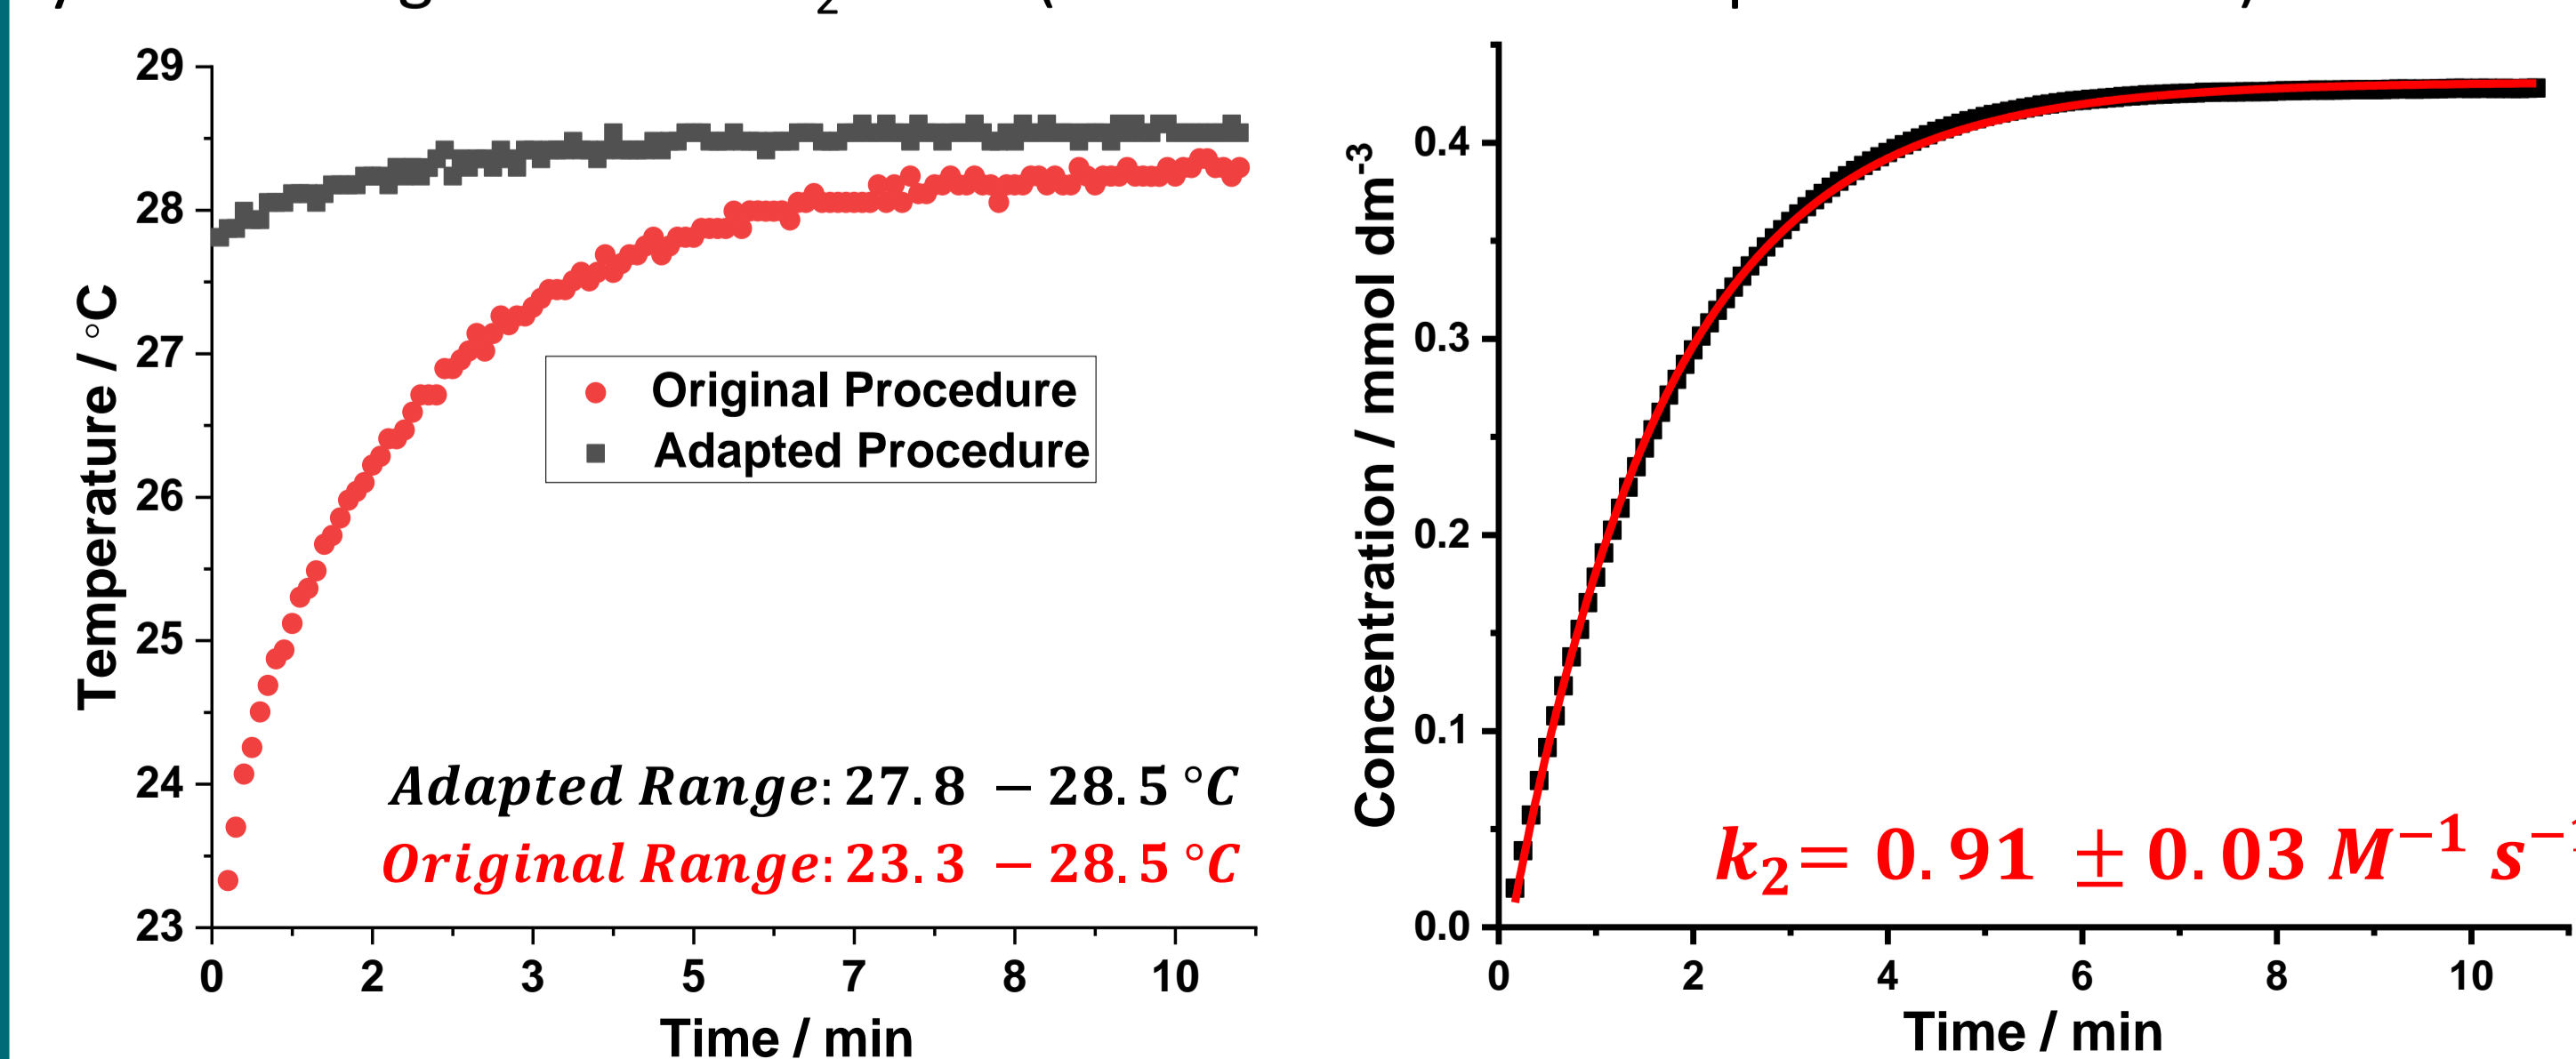 29
28
27
26
25
24
23
Temperature / °C
Original Procedure
Adapted Procedure
Adapted Range: 27.8 – 28.5 °C
Original Range: 23.3 – 28.5 °C
0 2 3 5 7 8 10
Time / min
0.4
0.3
0.2
0.1
0.0
Concentration / mmol dm⁻³
k₂ = 0.91 ± 0.03 M⁻¹ s⁻¹
0 2 4 6 8 10
Time / min